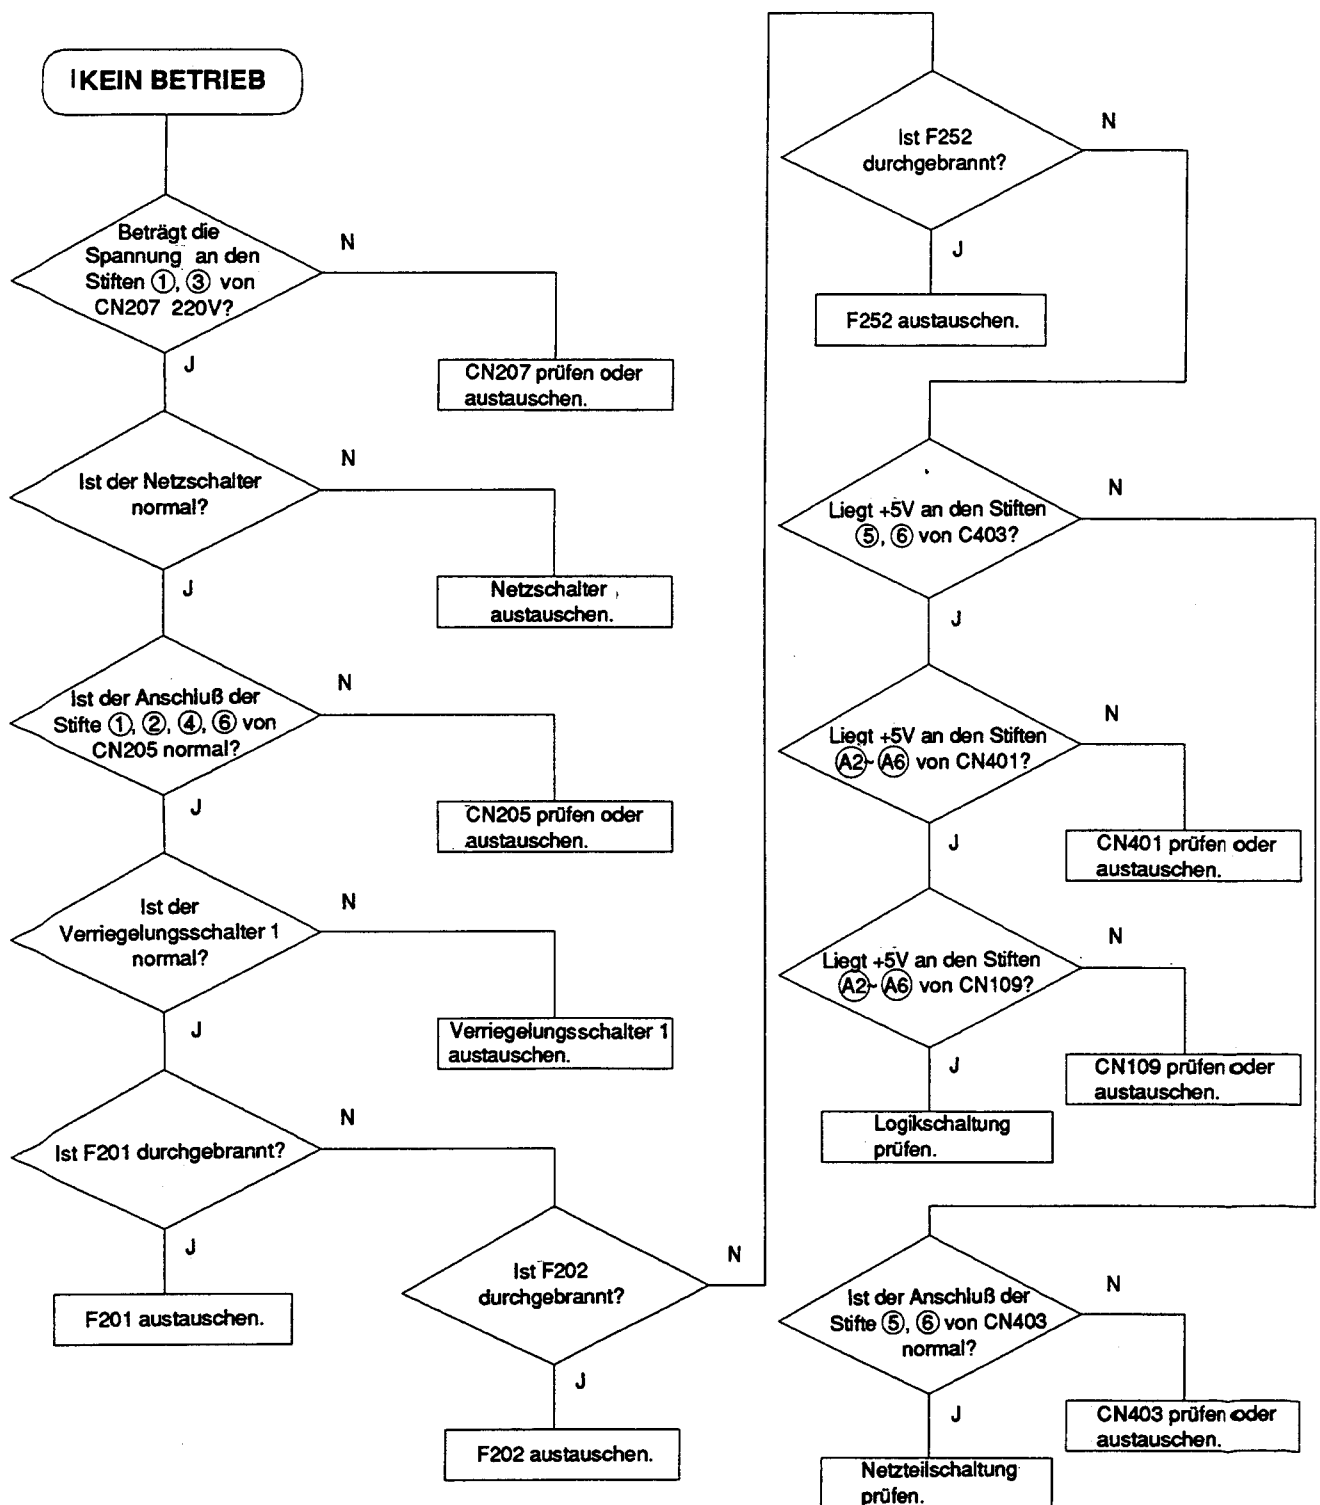 KEIN BETRIEB
Beträgt die
Spannung an den
Stiften ①, ③ von
CN207 220V?
N
J
CN207 prüfen oder
austauschen.
Ist der Netzschalter
normal?
N
J
Netzschalter
austauschen.
Ist der Anschluß der
Stifte ①, ②, ④, ⑥ von
CN205 normal?
N
J
CN205 prüfen oder
austauschen.
Ist der
Verriegelungsschalter 1
normal?
N
J
Verriegelungsschalter 1
austauschen.
Ist F201 durchgebrannt?
N
J
F201 austauschen.
Ist F202
durchgebrannt?
N
J
F202 austauschen.
Ist F252
durchgebrannt?
N
J
F252 austauschen.
Liegt +5V an den Stiften
⑤, ⑥ von C403?
N
J
Liegt +5V an den Stiften
A2~A6 von CN401?
N
J
CN401 prüfen oder
austauschen.
Liegt +5V an den Stiften
A2~A6 von CN109?
N
J
CN109 prüfen oder
austauschen.
Logikschaltung
prüfen.
Ist der Anschluß der
Stifte ⑤, ⑥ von CN403
normal?
N
J
CN403 prüfen oder
austauschen.
Netzteilschaltung
prüfen.